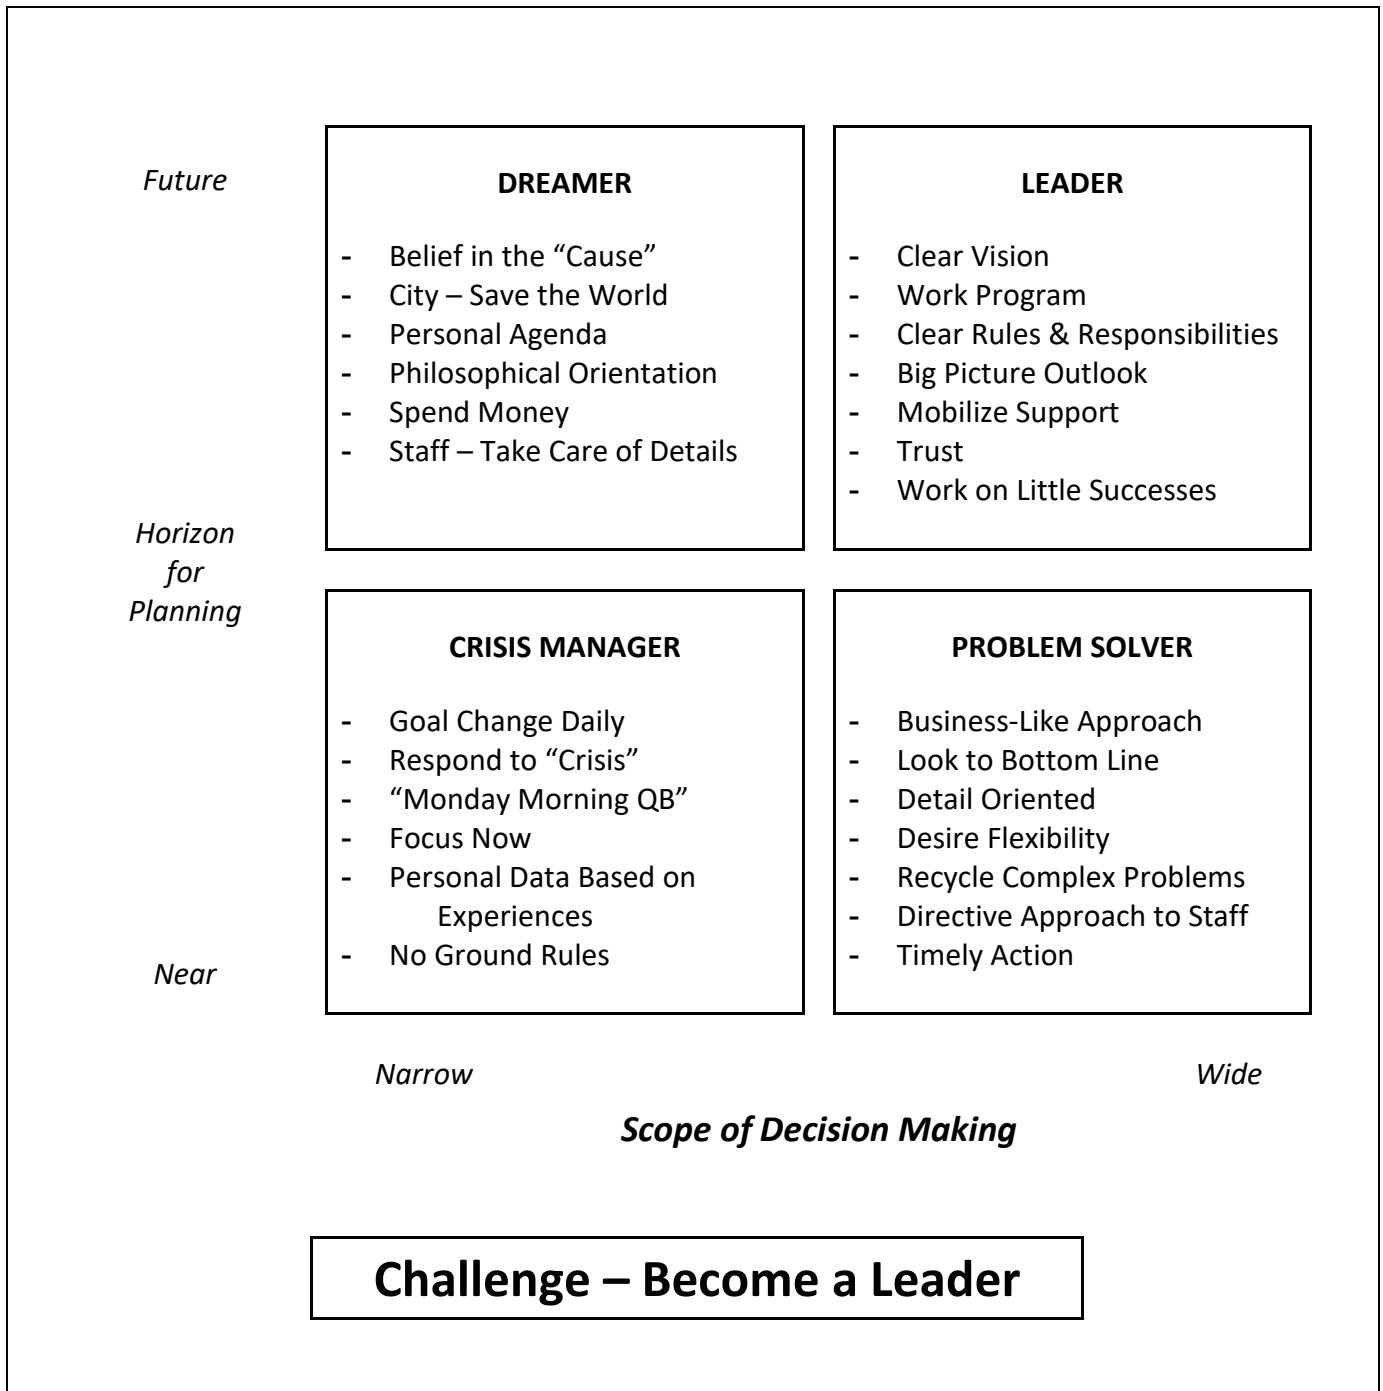 Future
DREAMER
- Belief in the “Cause”
- City – Save the World
- Personal Agenda
- Philosophical Orientation
- Spend Money
- Staff – Take Care of Details
LEADER
- Clear Vision
- Work Program
- Clear Rules & Responsibilities
- Big Picture Outlook
- Mobilize Support
- Trust
- Work on Little Successes
Horizon
for
Planning
CRISIS MANAGER
- Goal Change Daily
- Respond to “Crisis”
- “Monday Morning QB”
- Focus Now
- Personal Data Based on
Experiences
- No Ground Rules
PROBLEM SOLVER
- Business-Like Approach
- Look to Bottom Line
- Detail Oriented
- Desire Flexibility
- Recycle Complex Problems
- Directive Approach to Staff
- Timely Action
Near
Narrow
Wide
Scope of Decision Making
Challenge – Become a Leader